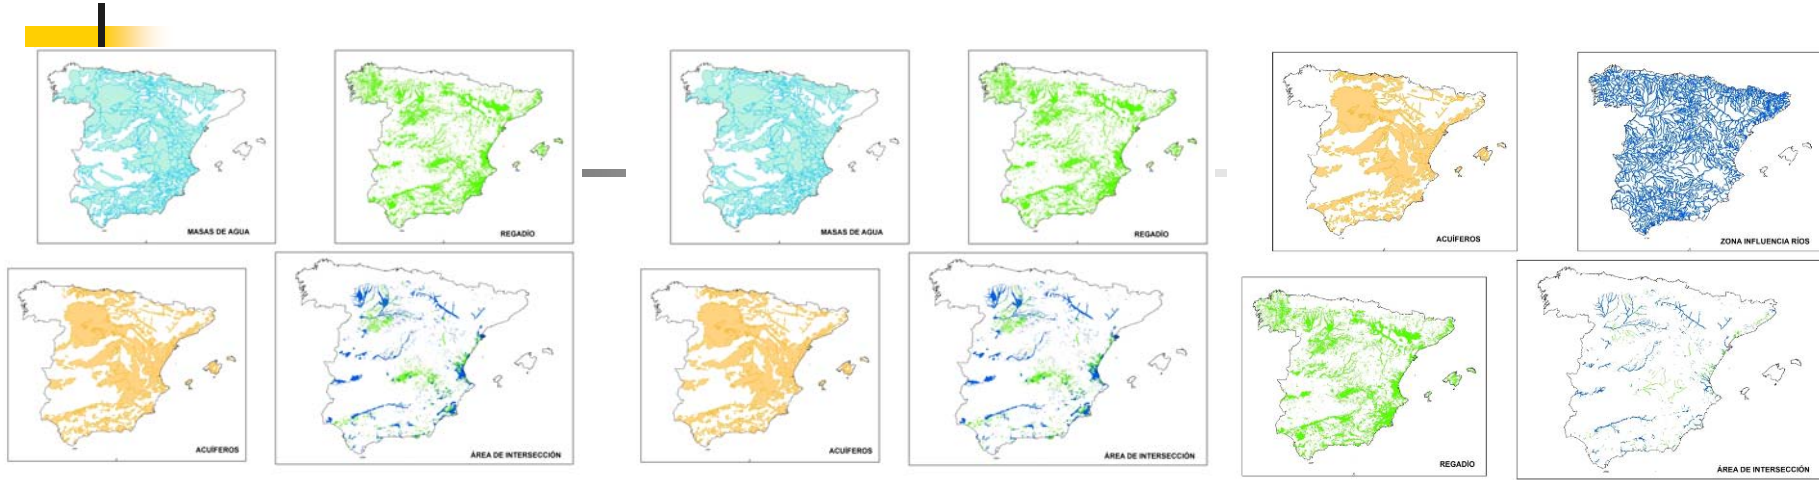 MASAS DE AGUA
REGADÍO
ACUÍFEROS
ÁREA DE INTERSECCIÓN
MASAS DE AGUA
REGADÍO
ACUÍFEROS
ÁREA DE INTERSECCIÓN
ACUÍFEROS
ZONA INFLUENCIA RÍOS
REGADÍO
ÁREA DE INTERSECCIÓN